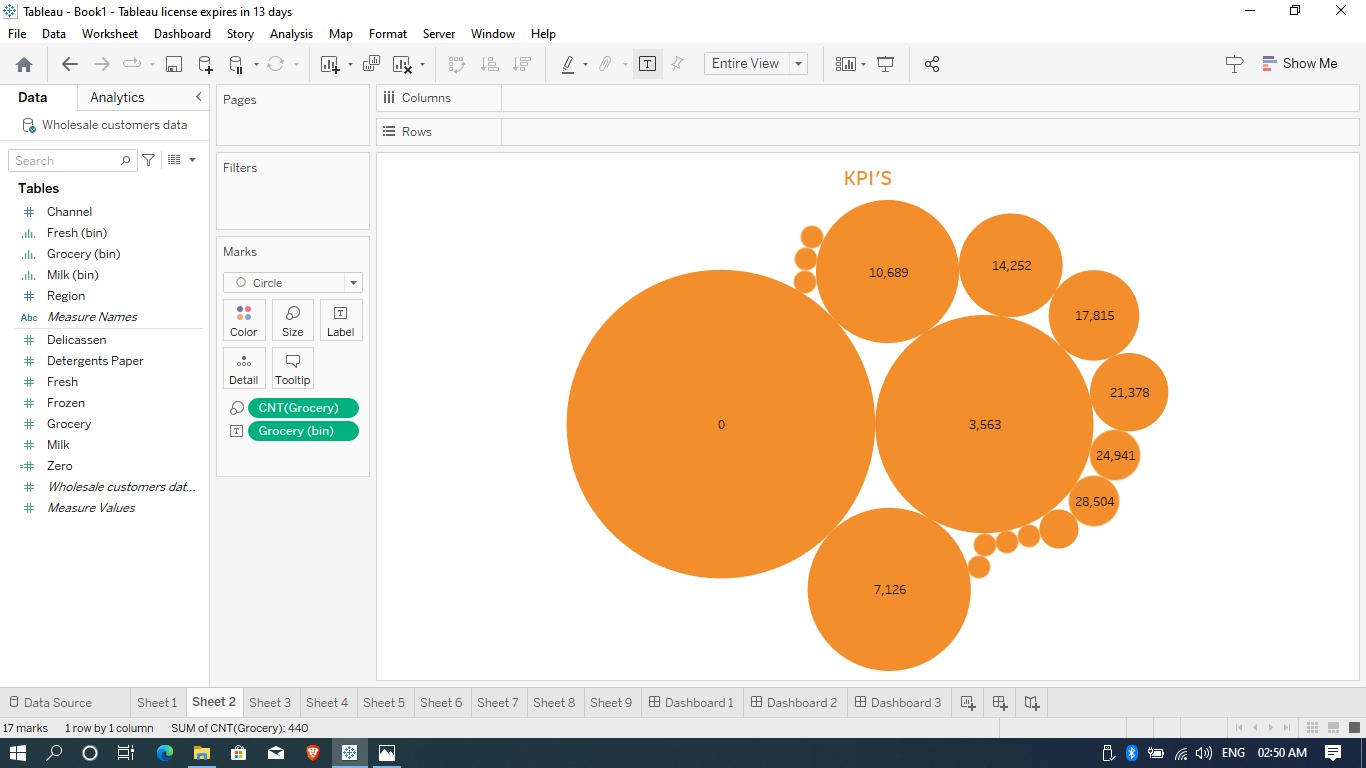 Tableau - Book1 - Tableau license expires in 13 days
File Data Worksheet Dashboard Story Analysis Map Format Server Window Help
Entire View
Show Me
Data Analytics
Wholesale customers data
Search
Tables
Channel
Fresh (bin)
Grocery (bin)
Milk (bin)
Region
Abc Measure Names
Delicassen
Detergents Paper
Fresh
Frozen
Grocery
Milk
Zero
Wholesale customers dat...
Measure Values
Pages
Filters
Marks
Circle
Color Size Label
Detail Tooltip
CNT(Grocery)
Grocery (bin)
Columns
Rows
KPI'S
10,689
14,252
17,815
21,378
0
3,563
24,941
28,504
7,126
Data Source Sheet 1 Sheet 2 Sheet 3 Sheet 4 Sheet 5 Sheet 6 Sheet 7 Sheet 8 Sheet 9 Dashboard 1 Dashboard 2 Dashboard 3
17 marks 1 row by 1 column SUM of CNT(Grocery): 440
ENG 02:50 AM